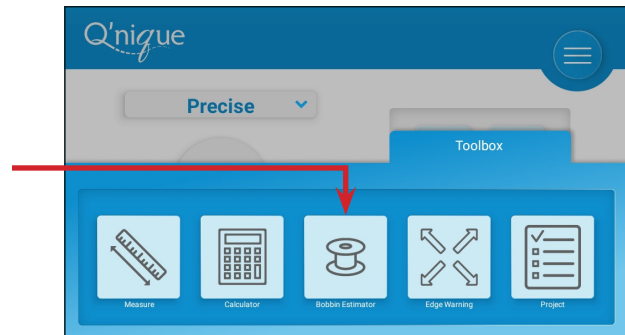 Q'nique
Precise
Toolbox
Measure
Calculator
Bobbin Estimator
Edge Warning
Project